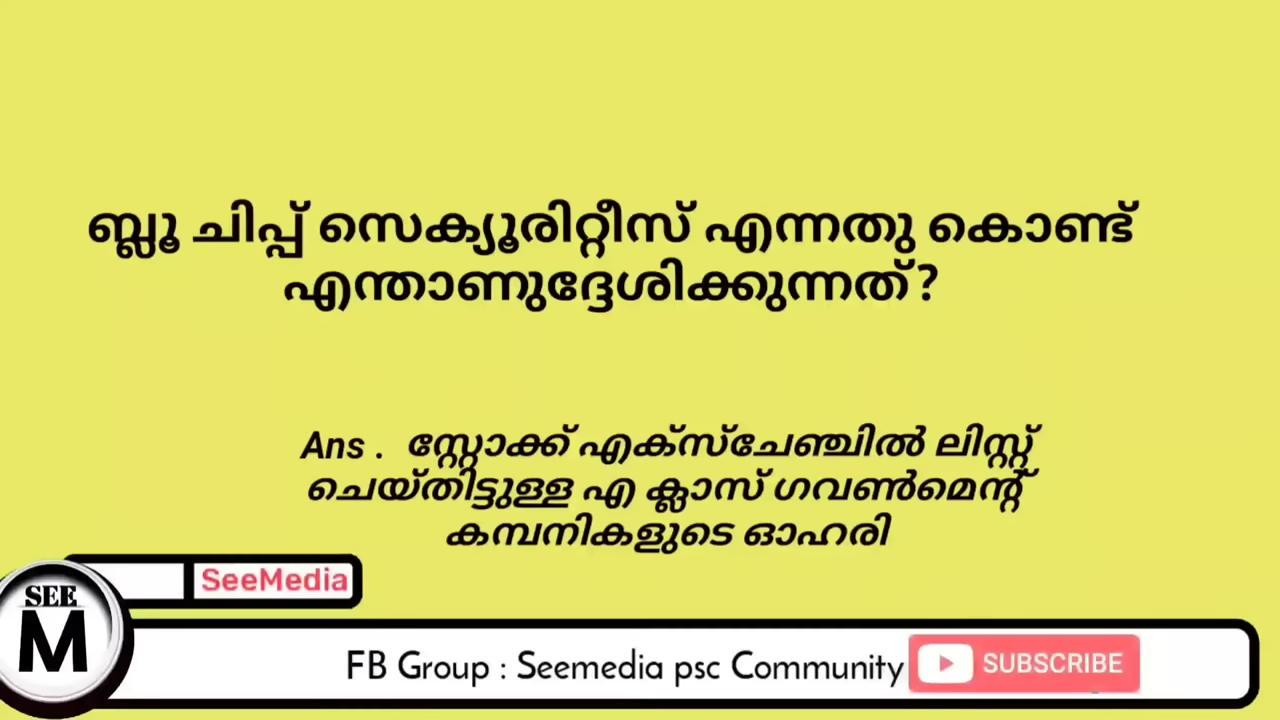 ബ്ലൂ ചിപ്പ് സെക്യൂരിറ്റീസ് എന്നതു കൊണ്ട്
എന്താണുദ്ദേശിക്കുന്നത്?
Ans . സ്റ്റോക്ക് എക്സ്ചേഞ്ചിൽ ലിസ്റ്റ്
ചെയ്തിട്ടുള്ള എ ക്ലാസ് ഗവൺമെന്റ്
കമ്പനികളുടെ ഓഹരി
SeeMedia
SEE
M
FB Group : Seemedia psc Community
SUBSCRIBE